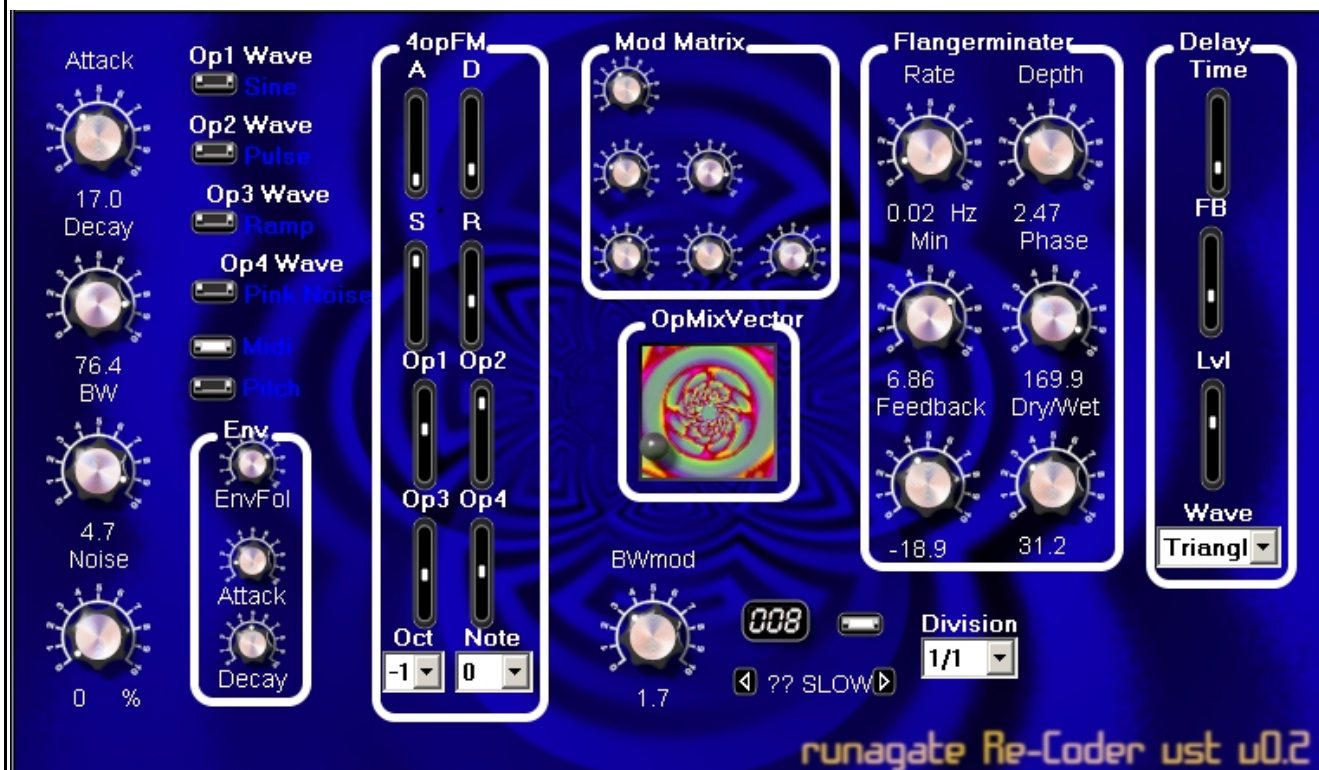 Attack
17.0
Decay
76.4
BW
4.7
Noise
0 %
Op1 Wave
Sine
Op2 Wave
Pulse
Op3 Wave
Ramp
Op4 Wave
Pink Noise
Midi
Pitch
Env
EnvFol
Attack
Decay
4opFM
A D
S R
Op1 Op2
Op3 Op4
Oct Note
-1 0
Mod Matrix
OpMixVector
BWmod
1.7
008
?? SLOW
Division
1/1
Flangerminater
Rate Depth
0.02 Hz 2.47
Min Phase
6.86 169.9
Feedback Dry/Wet
-18.9 31.2
Delay
Time
FB
Lvl
Wave
Triangl
runagate Re-Coder vst v0.2